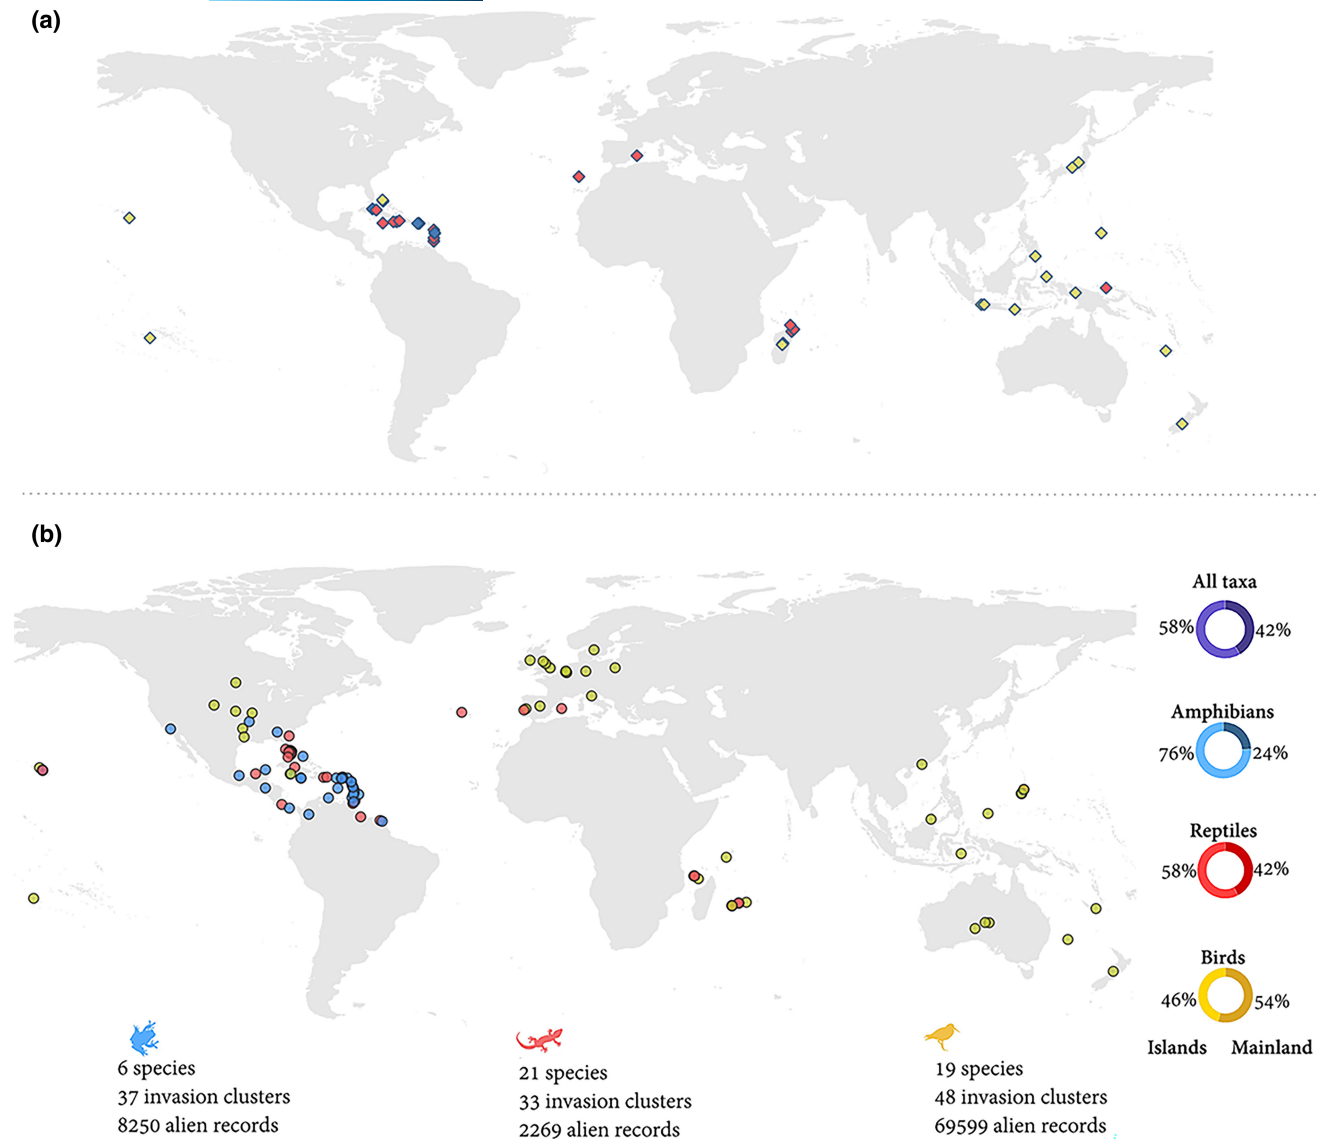 (a)
(b)
All taxa
58% 42%
Amphibians
76% 24%
Reptiles
58% 42%
Birds
46% 54%
Islands Mainland
6 species
37 invasion clusters
8250 alien records
21 species
33 invasion clusters
2269 alien records
19 species
48 invasion clusters
69599 alien records